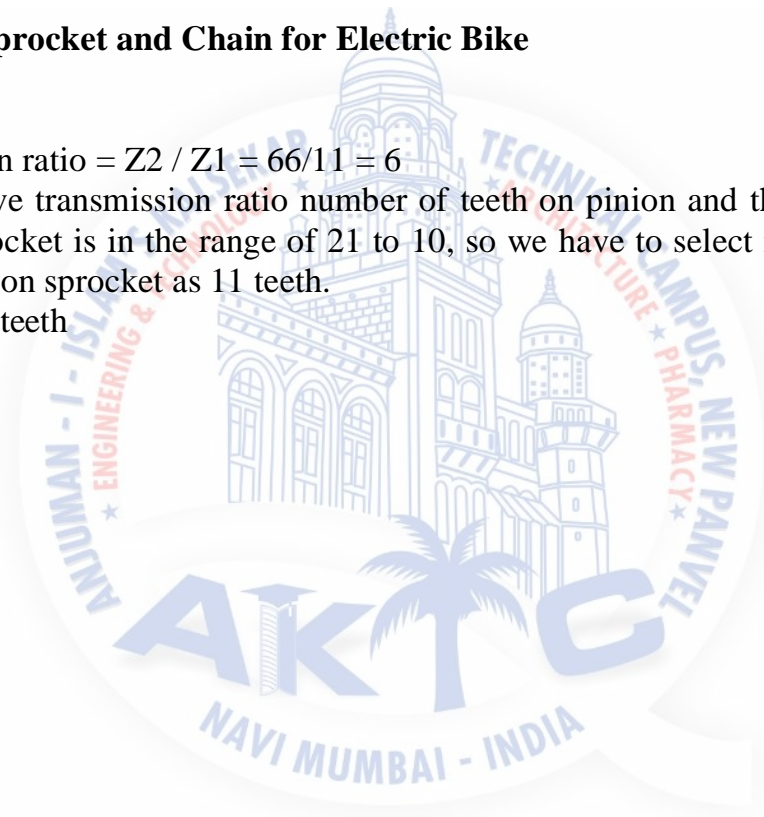 procket and Chain for Electric Bike
n ratio = Z2 / Z1 = 66/11 = 6
ve transmission ratio number of teeth on pinion and th
ocket is in the range of 21 to 10, so we have to select
on sprocket as 11 teeth.
teeth
ANJUMAN - I - ISLAM'S KALSEKAR TECHNICAL CAMPUS, NEW PANVEL
ENGINEERING & TECHNOLOGY ★ ARCHITECTURE ★ PHARMACY ★
AKTC
NAVI MUMBAI - INDIA